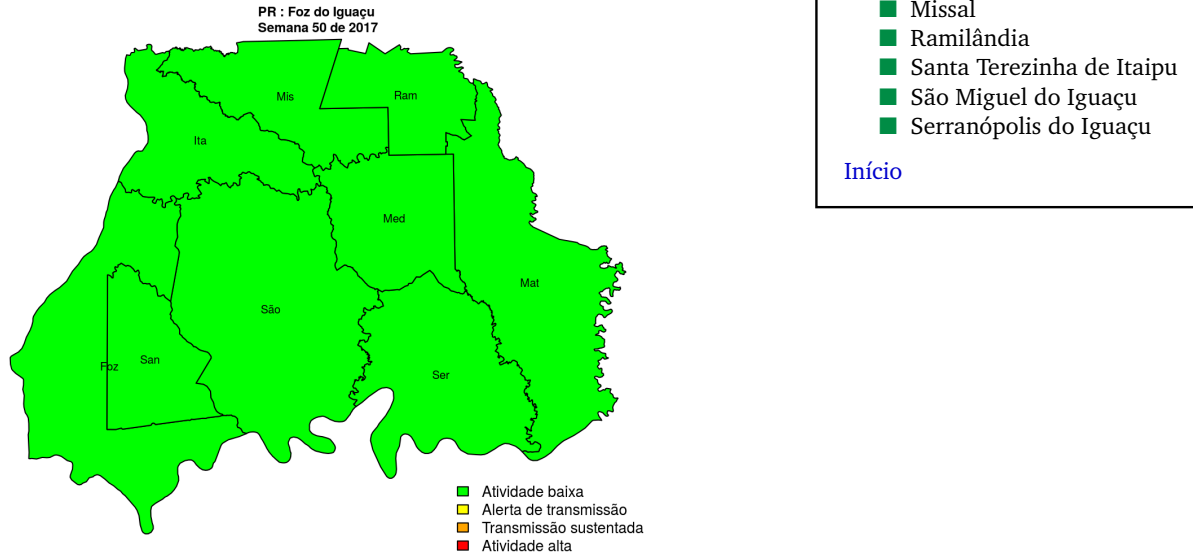 PR : Foz do Iguaçu
Semana 50 de 2017
Mis
Ram
Ita
Med
Mat
São
Foz
San
Ser
Atividade baixa
Alerta de transmissão
Transmissão sustentada
Atividade alta
Missal
Ramilândia
Santa Terezinha de Itaipu
São Miguel do Iguaçu
Serranópolis do Iguaçu
Início